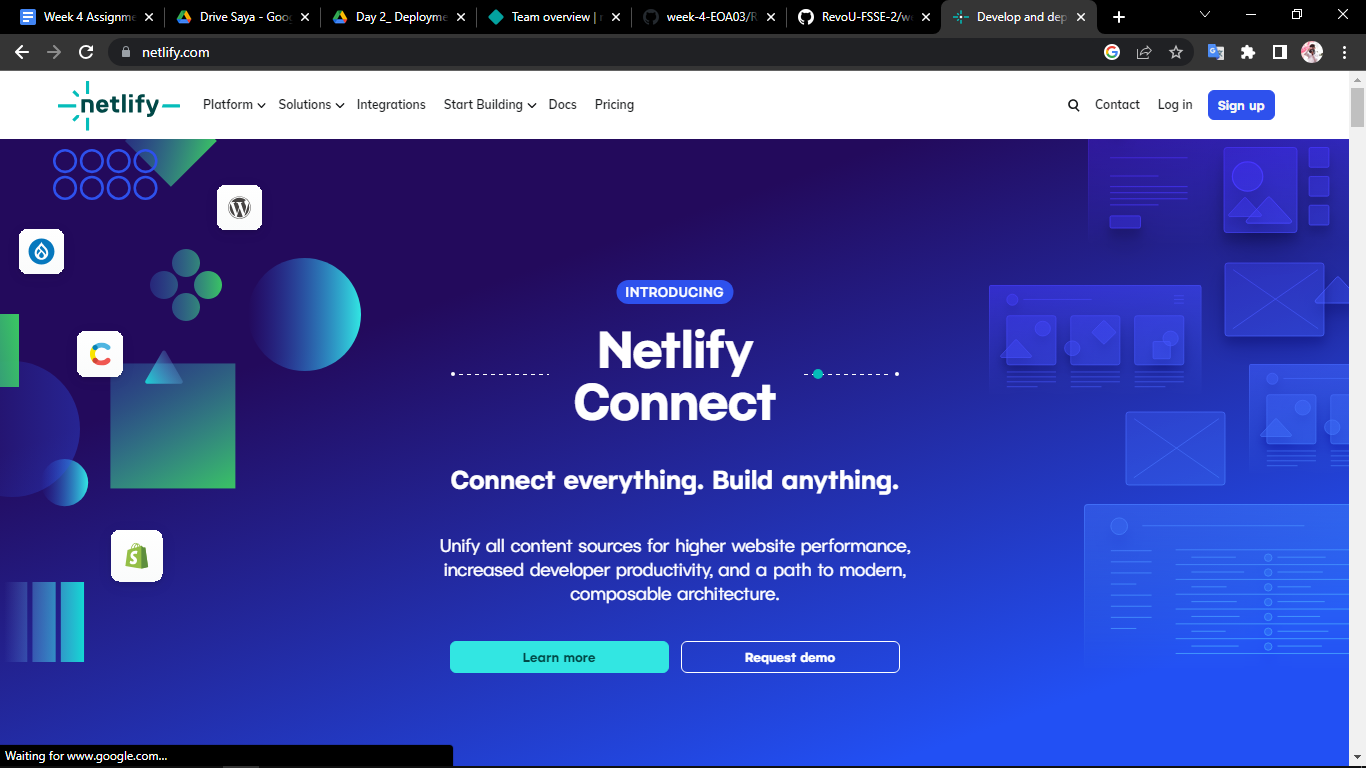 Week 4 Assignme
Drive Saya - Goo
Day 2_ Deployme
Team overview |
week-4-EOA03/R
RevoU-FSSE-2/we
Develop and dep
netlify.com
netlify
Platform
Solutions
Integrations
Start Building
Docs
Pricing
Contact
Log in
Sign up
INTRODUCING
Netlify
Connect
Connect everything. Build anything.
Unify all content sources for higher website performance,
increased developer productivity, and a path to modern,
composable architecture.
Learn more
Request demo
Waiting for www.google.com...